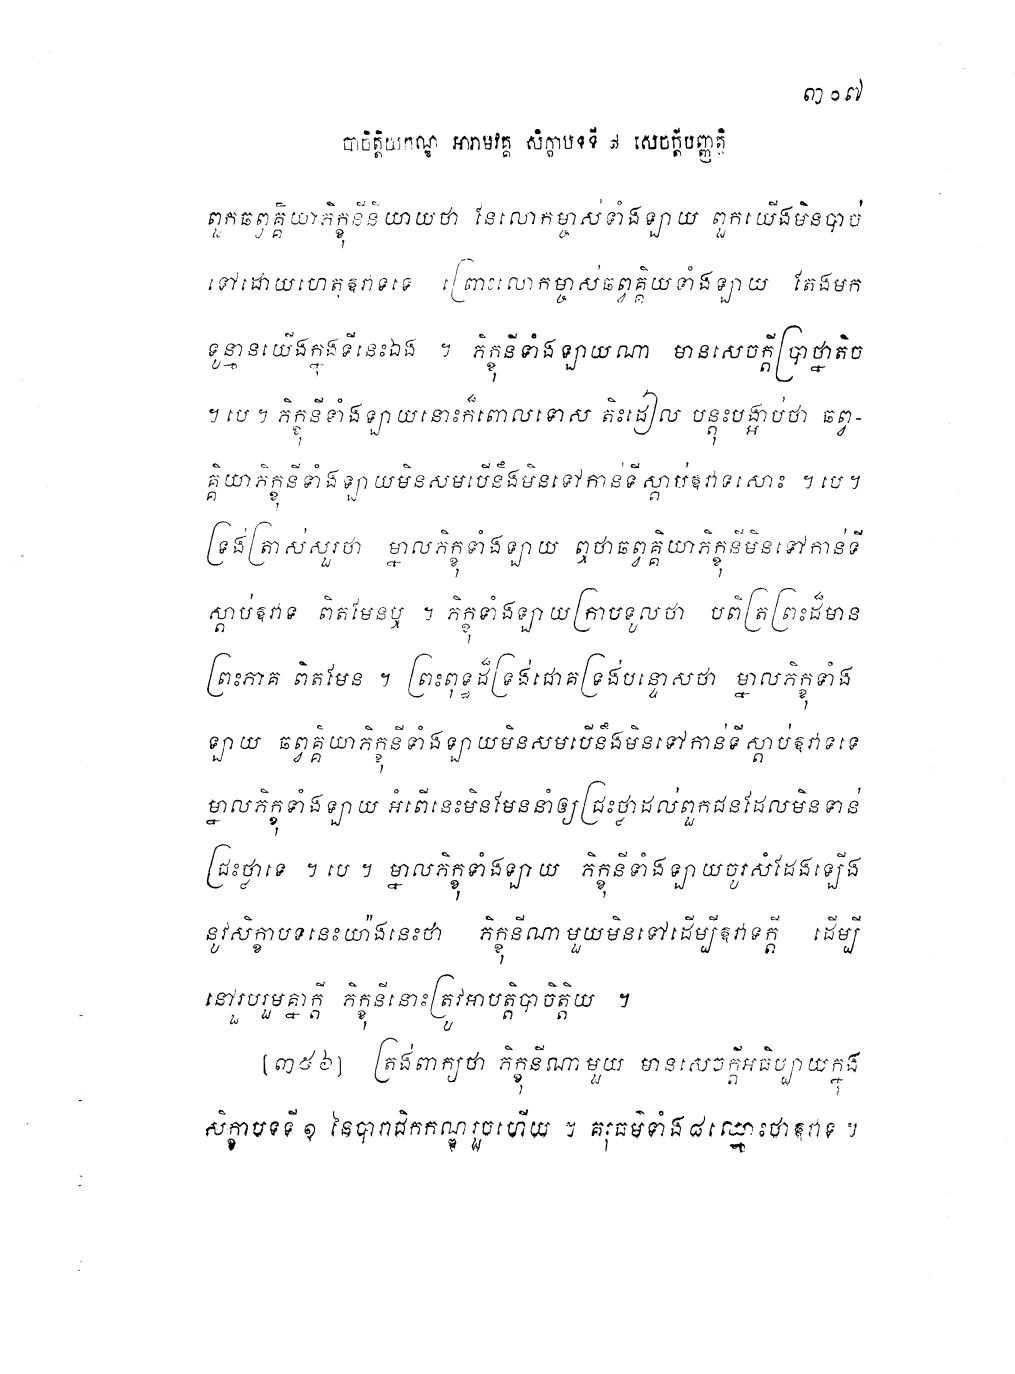 ៣០៧
បាចិត្តិយកណ្ឌ អារាមវគ្គ សិក្ខាបទទី ៨ សេចក្តីបញ្ញត្តិ
ពួកឆព្វគ្គិយាភិក្ខុនីនិយាយថា នែលោកម្ចាស់ទាំងឡាយ ពួកយើងមិនបាច់
ទៅដោយហេតុឱវាទទេ ព្រោះលោកម្ចាស់ឆព្វគ្គិយទាំងឡាយ តែងមក
ទូន្មានយើងក្នុងទីនេះឯង ។ ភិក្ខុនីទាំងឡាយណា មានសេចក្តីប្រាថ្នាតិច
។ បេ ។ ភិក្ខុនីទាំងឡាយនោះក៏ពោលទោស តិះដៀល បន្តុះបង្អាប់ថា ឆព្វ-
គ្គិយាភិក្ខុនីទាំងឡាយមិនសមបើនឹងមិនទៅកាន់ទីស្តាប់ឱវាទសោះ ។ បេ ។
ទ្រង់ត្រាស់សួរថា ម្នាលភិក្ខុទាំងឡាយ ឮថាឆព្វគ្គិយាភិក្ខុនីមិនទៅកាន់ទី
ស្តាប់ឱវាទ ពិតមែនឬ ។ ភិក្ខុទាំងឡាយក្រាបទូលថា បពិត្រព្រះដ៏មាន
ព្រះភាគ ពិតមែន ។ ព្រះពុទ្ធដ៏ទ្រង់ជោគទ្រង់បន្ទោសថា ម្នាលភិក្ខុទាំង
ឡាយ ឆព្វគ្គិយាភិក្ខុនីទាំងឡាយមិនសមបើនឹងមិនទៅកាន់ទីស្តាប់ឱវាទទេ
ម្នាលភិក្ខុទាំងឡាយ អំពើនេះមិនមែននាំឲ្យជ្រះថ្លាដល់ពួកជនដែលមិនទាន់
ជ្រះថ្លាទេ ។ បេ ។ ម្នាលភិក្ខុទាំងឡាយ ភិក្ខុនីទាំងឡាយចូរសំដែងឡើង
នូវសិក្ខាបទនេះយ៉ាងនេះថា ភិក្ខុនីណាមួយមិនទៅដើម្បីឱវាទក្តី ដើម្បី
នៅរួបរួមគ្នាក្តី ភិក្ខុនីនោះត្រូវអាបត្តិបាចិត្តិយ ។
[៣៥៦] ត្រង់ពាក្យថា ភិក្ខុនីណាមួយ មានសេចក្តីអធិប្បាយក្នុង
សិក្ខាបទទី ១ នៃបារាជិកកណ្ឌរួចហើយ ។ គរុធម៌ទាំង៨ឈ្មោះថាឱវាទ ។